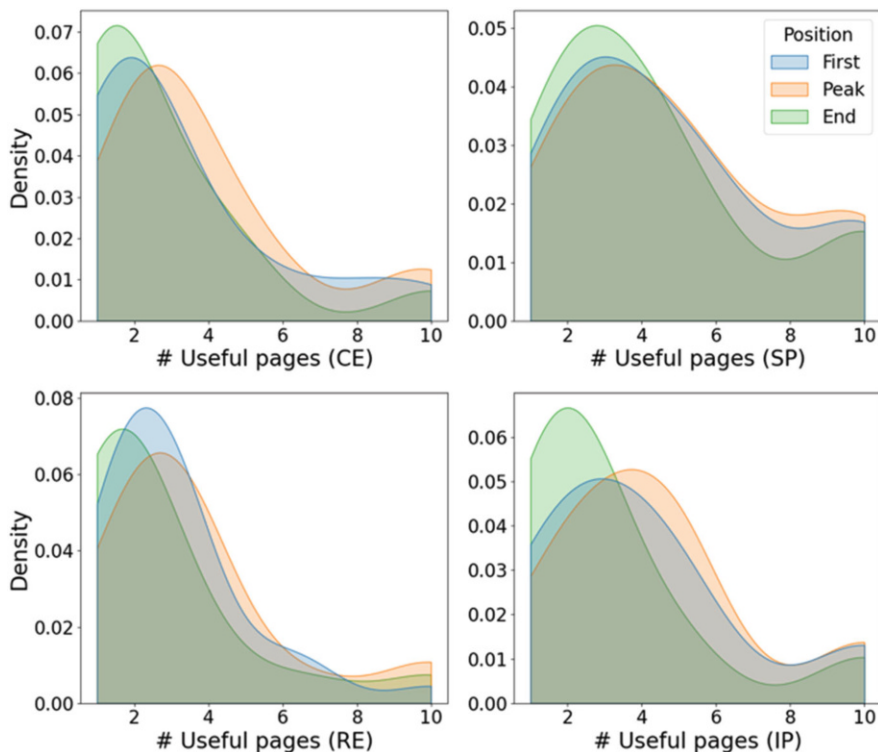 Density
0.07
0.06
0.05
0.04
0.03
0.02
0.01
0.00
2 4 6 8 10
# Useful pages (CE)
0.05
0.04
0.03
0.02
0.01
0.00
Position
First
Peak
End
2 4 6 8 10
# Useful pages (SP)
Density
0.08
0.06
0.04
0.02
0.00
2 4 6 8 10
# Useful pages (RE)
0.06
0.05
0.04
0.03
0.02
0.01
0.00
2 4 6 8 10
# Useful pages (IP)